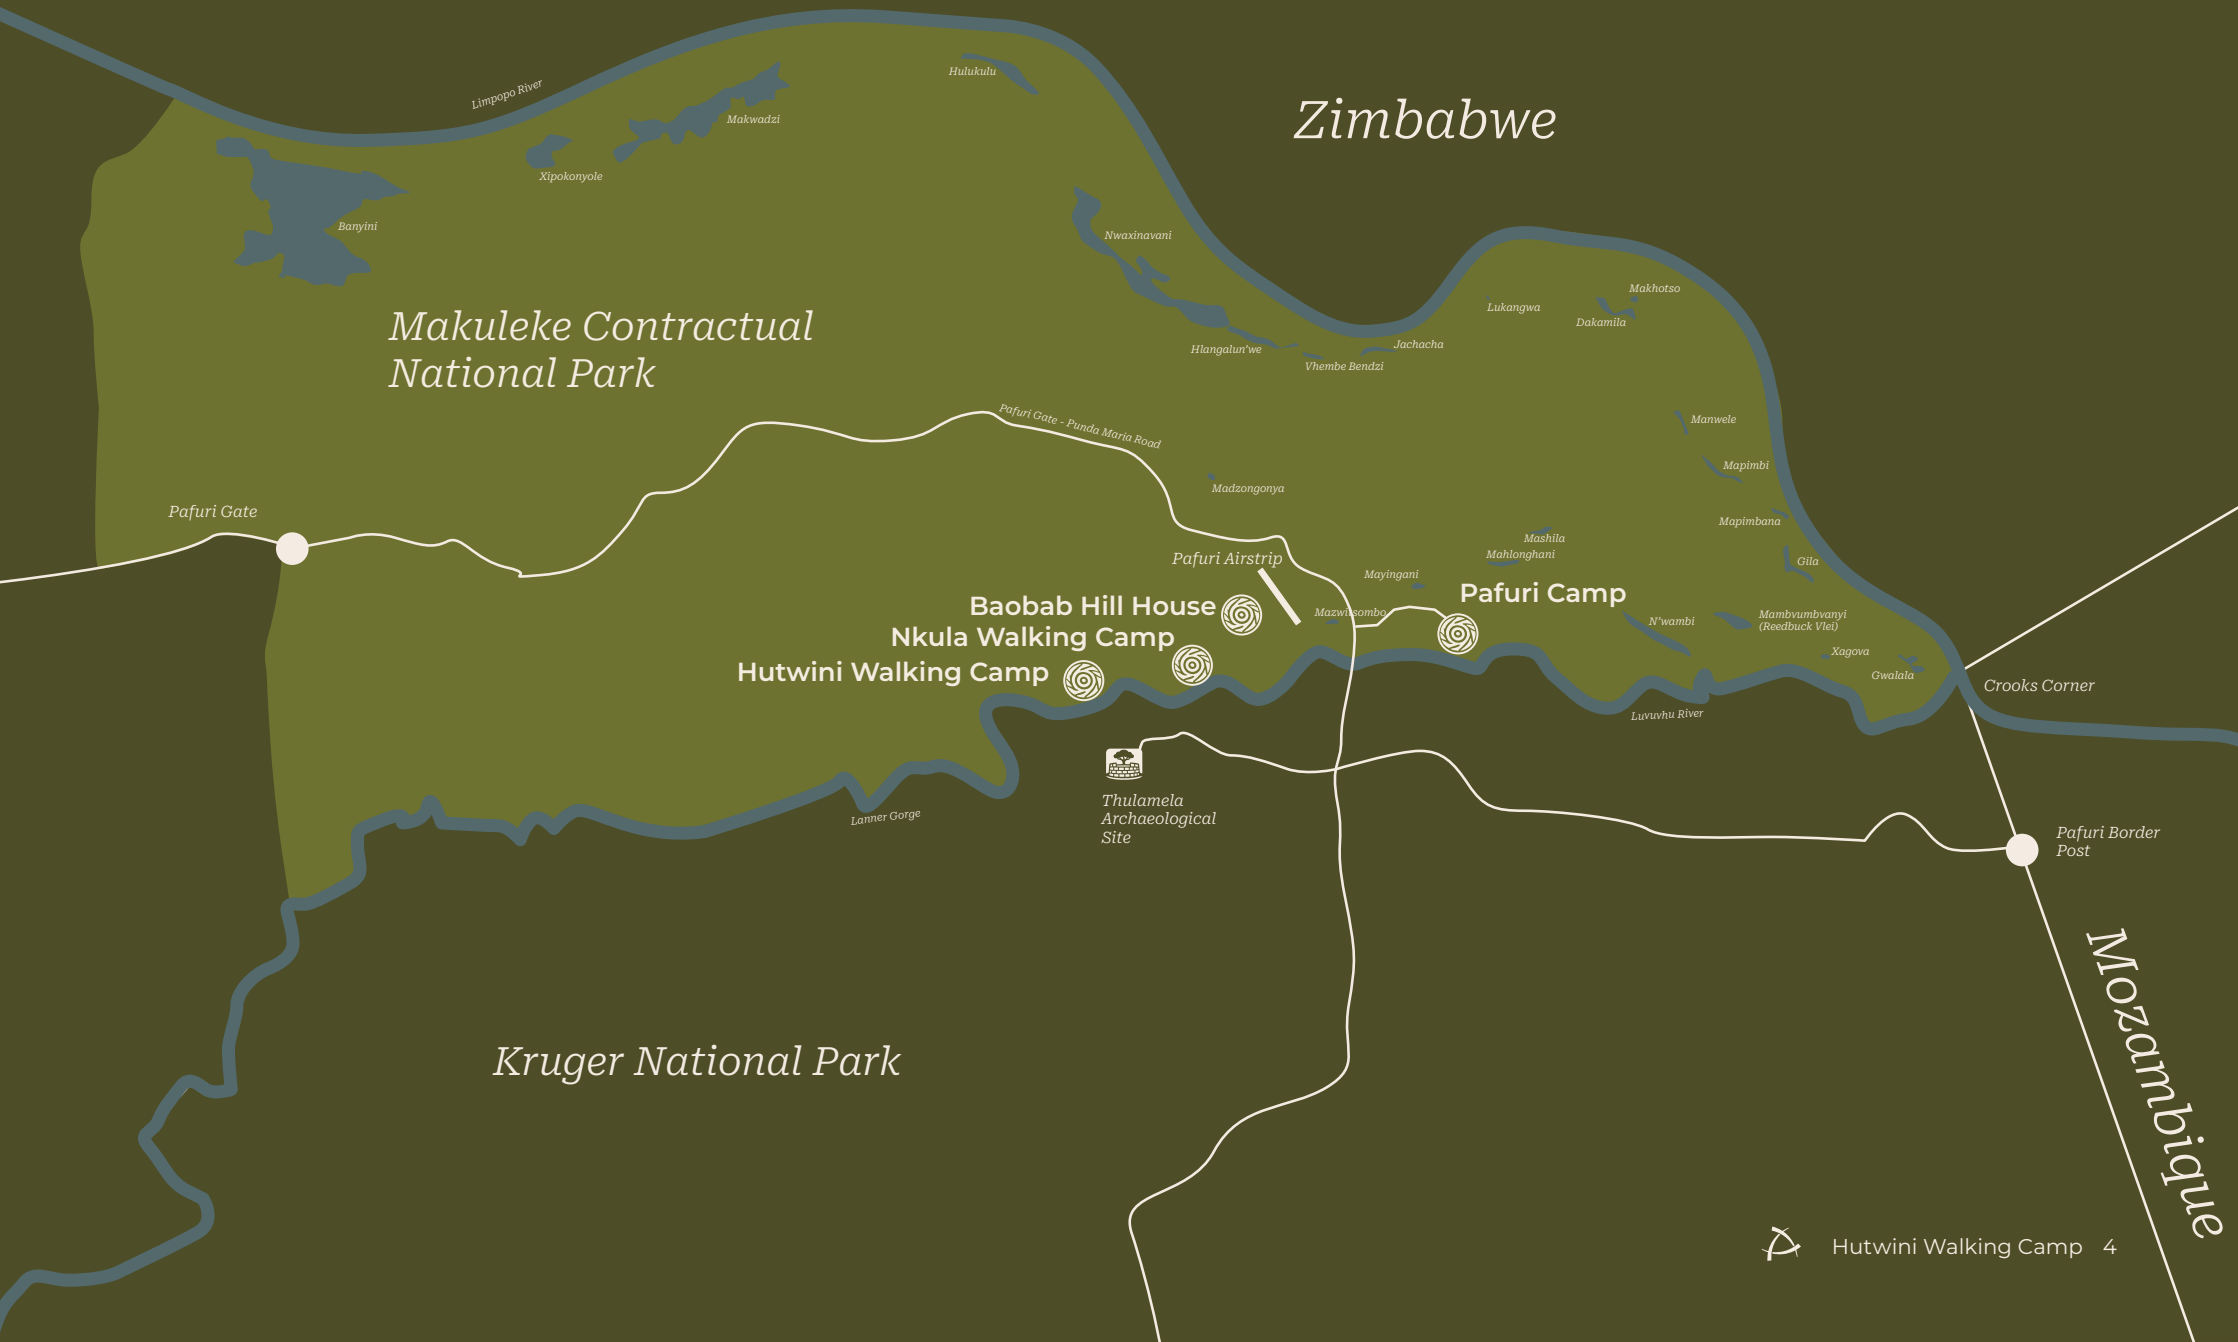 Limpopo River
Hulukulu
Makwadzi
Zimbabwe
Xipokonyole
Banyini
Nwaxinavani
Makhotso
Lukangwa
Dakamila
Makuleke Contractual
National Park
Hlangalun'we
Jachacha
Vhembe Bendzi
Pafuri Gate - Punda Maria Road
Manwele
Mapimbi
Madzongonya
Pafuri Gate
Mapimbana
Mashila
Mahlonghani
Pafuri Airstrip
Gila
Mayingani
Pafuri Camp
Baobab Hill House
Mazwitsombo
Mambvumbvanyi
(Reedbuck Vlei)
N'wambi
Nkula Walking Camp
Xagova
Hutwini Walking Camp
Gwalala
Crooks Corner
Luvuvhu River
Thulamela
Archaeological
Site
Lanner Gorge
Pafuri Border
Post
Kruger National Park
Mozambique
Hutwini Walking Camp 4